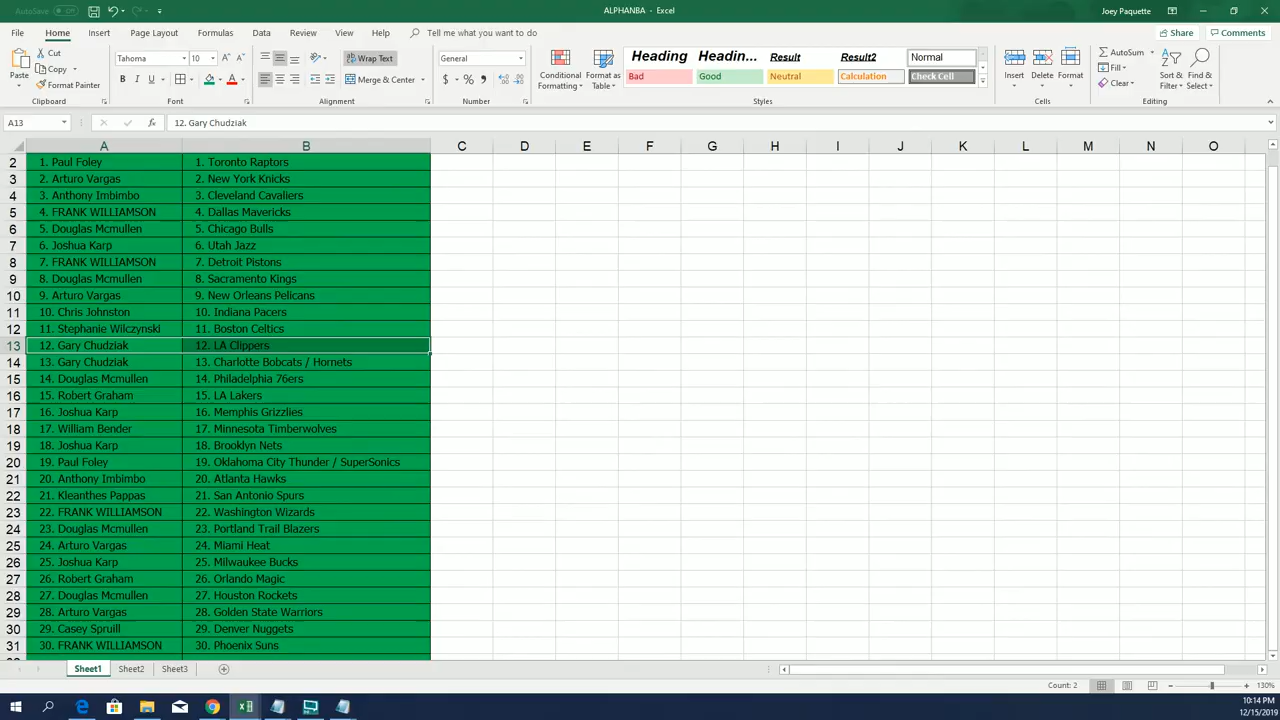 AutoSave Off
ALPHANBA - Excel
Joey Paquette
File Home Insert Page Layout Formulas Data Review View Help Tell me what you want to do
Share Comments
Paste Cut Copy Format Painter Clipboard
Tahoma 10 B I U Font
Wrap Text Merge & Center Alignment
General $ % Number
Conditional Formatting Format as Table
Heading Headin... Result Result2 Normal
Bad Good Neutral Calculation Check Cell
Styles
Insert Delete Format Cells
AutoSum Fill Clear Sort & Filter Find & Select Editing
A13 fx 12. Gary Chudziak
A B C D E F G H I J K L M N O
2 1. Paul Foley 1. Toronto Raptors
3 2. Arturo Vargas 2. New York Knicks
4 3. Anthony Imbimbo 3. Cleveland Cavaliers
5 4. FRANK WILLIAMSON 4. Dallas Mavericks
6 5. Douglas Mcmullen 5. Chicago Bulls
7 6. Joshua Karp 6. Utah Jazz
8 7. FRANK WILLIAMSON 7. Detroit Pistons
9 8. Douglas Mcmullen 8. Sacramento Kings
10 9. Arturo Vargas 9. New Orleans Pelicans
11 10. Chris Johnston 10. Indiana Pacers
12 11. Stephanie Wilczynski 11. Boston Celtics
13 12. Gary Chudziak 12. LA Clippers
14 13. Gary Chudziak 13. Charlotte Bobcats / Hornets
15 14. Douglas Mcmullen 14. Philadelphia 76ers
16 15. Robert Graham 15. LA Lakers
17 16. Joshua Karp 16. Memphis Grizzlies
18 17. William Bender 17. Minnesota Timberwolves
19 18. Joshua Karp 18. Brooklyn Nets
20 19. Paul Foley 19. Oklahoma City Thunder / SuperSonics
21 20. Anthony Imbimbo 20. Atlanta Hawks
22 21. Kleanthes Pappas 21. San Antonio Spurs
23 22. FRANK WILLIAMSON 22. Washington Wizards
24 23. Douglas Mcmullen 23. Portland Trail Blazers
25 24. Arturo Vargas 24. Miami Heat
26 25. Joshua Karp 25. Milwaukee Bucks
27 26. Robert Graham 26. Orlando Magic
28 27. Douglas Mcmullen 27. Houston Rockets
29 28. Arturo Vargas 28. Golden State Warriors
30 29. Casey Spruill 29. Denver Nuggets
31 30. FRANK WILLIAMSON 30. Phoenix Suns
Sheet1 Sheet2 Sheet3
Count: 2 130%
10:14 PM
12/15/2019